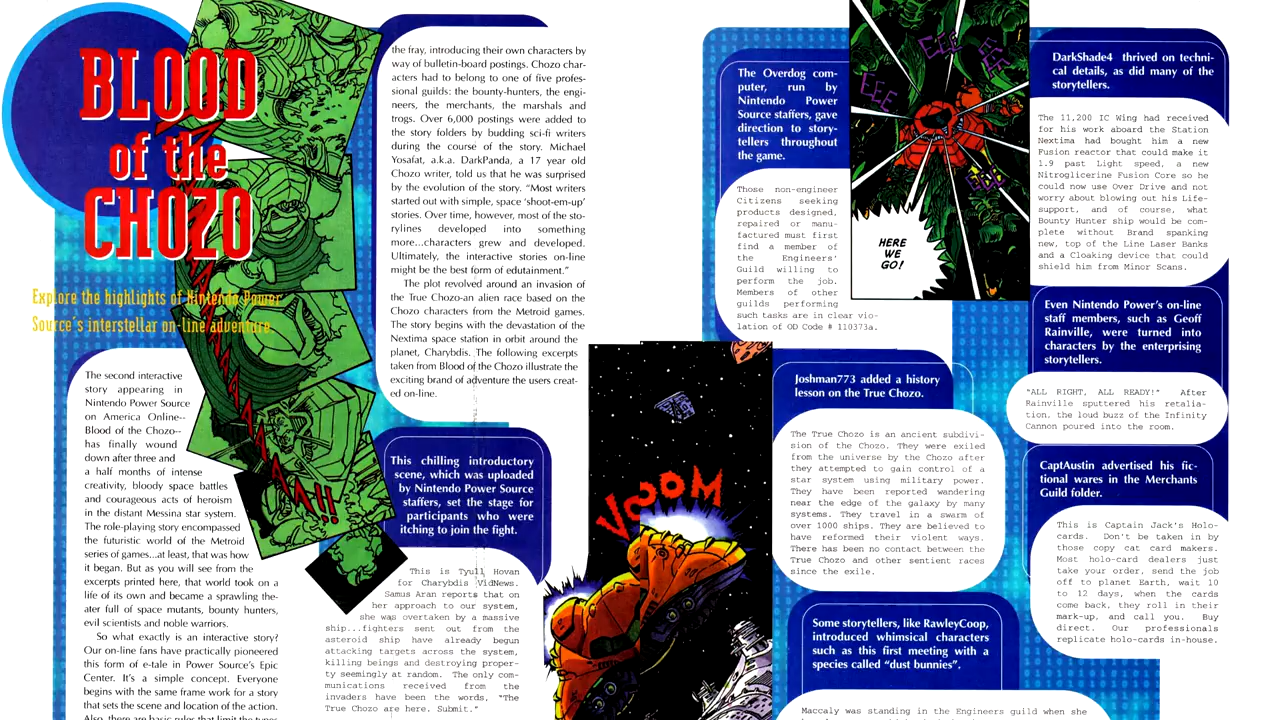 BLOOD
of the
CHOZO
Explore the highlights of Nintendo Power
Source's interstellar on-line adventure
The second interactive
story appearing in
Nintendo Power Source
on America Online--
Blood of the Chozo--
has finally wound
down after three and
a half months of intense
creativity, bloody space battles
and courageous acts of heroism
in the distant Messina star system.
The role-playing story encompassed
the futuristic world of the Metroid
series of games...at least, that was how
it began. But as you will see from the
excerpts printed here, that world took on a
life of its own and became a sprawling the-
ater full of space mutants, bounty hunters,
evil scientists and noble warriors.
So what exactly is an interactive story?
Our on-line fans have practically pioneered
this form of e-tale in Power Source's Epic
Center. It's a simple concept. Everyone
begins with the same frame work for a story
that sets the scene and location of the action.
Also, there are basic rules that limit the types
the fray, introducing their own characters by
way of bulletin-board postings. Chozo char-
acters had to belong to one of five profes-
sional guilds: the bounty-hunters, the engi-
neers, the merchants, the marshals and
trogs. Over 6,000 postings were added to
the story folders by budding sci-fi writers
during the course of the story. Michael
Yosafat, a.k.a. DarkPanda, a 17 year old
Chozo writer, told us that he was surprised
by the evolution of the story. "Most writers
started out with simple, space 'shoot-em-up'
stories. Over time, however, most of the sto-
rylines developed into something
more...characters grew and developed.
Ultimately, the interactive stories on-line
might be the best form of edutainment."
The plot revolved around an invasion of
the True Chozo-an alien race based on the
Chozo characters from the Metroid games.
The story begins with the devastation of the
Nextima space station in orbit around the
planet, Charybdis. The following excerpts
taken from Blood of the Chozo illustrate the
exciting brand of adventure the users creat-
ed on-line.
This chilling introductory
scene, which was uploaded
by Nintendo Power Source
staffers, set the stage for
participants who were
itching to join the fight.
This is Tyull Hovan
for Charybdis VidNews.
Samus Aran reports that on
her approach to our system,
she was overtaken by a massive
ship...fighters sent out from the
asteroid ship have already begun
attacking targets across the system,
killing beings and destroying proper-
ty seemingly at random. The only com-
munications received from the
invaders have been the words, "The
True Chozo are here. Submit."
VOOOM
The Overdog com-
puter, run by
Nintendo Power
Source staffers, gave
direction to story-
tellers throughout
the game.
Those non-engineer
Citizens seeking
products designed,
repaired or manu-
factured must first
find a member of
the Engineers'
Guild willing to
perform the job.
Members of other
guilds performing
such tasks are in clear vio-
lation of OD Code # 110373a.
EEE
EEE
EEE
EEE
HERE
WE
GO!
Joshman773 added a history
lesson on the True Chozo.
The True Chozo is an ancient subdivi-
sion of the Chozo. They were exiled
from the universe by the Chozo after
they attempted to gain control of a
star system using military power.
They have been reported wandering
near the edge of the galaxy by many
systems. They travel in a swarm of
over 1000 ships. They are believed to
have reformed their violent ways.
There has been no contact between the
True Chozo and other sentient races
since the exile.
Some storytellers, like RawleyCoop,
introduced whimsical characters
such as this first meeting with a
species called "dust bunnies".
Maccaly was standing in the Engineers guild when she
DarkShade4 thrived on techni-
cal details, as did many of the
storytellers.
The 11,200 IC Wing had received
for his work aboard the Station
Nextima had bought him a new
Fusion reactor that could make it
1.9 past Light speed, a new
Nitroglicerine Fusion Core so he
could now use Over Drive and not
worry about blowing out his Life-
support, and of course, what
Bounty Hunter ship would be com-
plete without Brand spanking
new, top of the Line Laser Banks
and a Cloaking device that could
shield him from Minor Scans.
Even Nintendo Power's on-line
staff members, such as Geoff
Rainville, were turned into
characters by the enterprising
storytellers.
"ALL RIGHT, ALL READY!" After
Rainville sputtered his retalia-
tion, the loud buzz of the Infinity
Cannon poured into the room.
CaptAustin advertised his fic-
tional wares in the Merchants
Guild folder.
This is Captain Jack's Holo-
cards. Don't be taken in by
those copy cat card makers.
Most holo-card dealers just
take your order, send the job
off to planet Earth, wait 10
to 12 days, when the cards
come back, they roll in their
mark-up, and call you. Buy
direct. Our professionals
replicate holo-cards in-house.